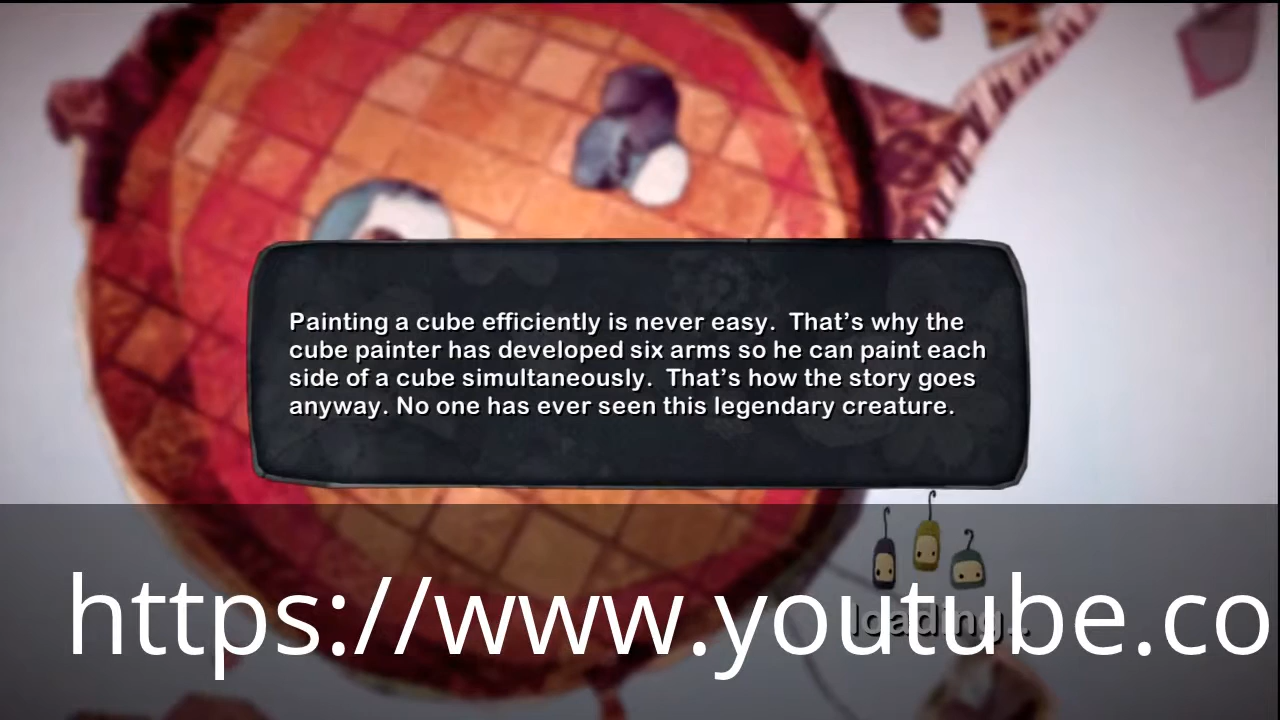 Painting a cube efficiently is never easy.  That's why the
cube painter has developed six arms so he can paint each
side of a cube simultaneously.  That's how the story goes
anyway. No one has ever seen this legendary creature.
loading..
https://www.youtube.co